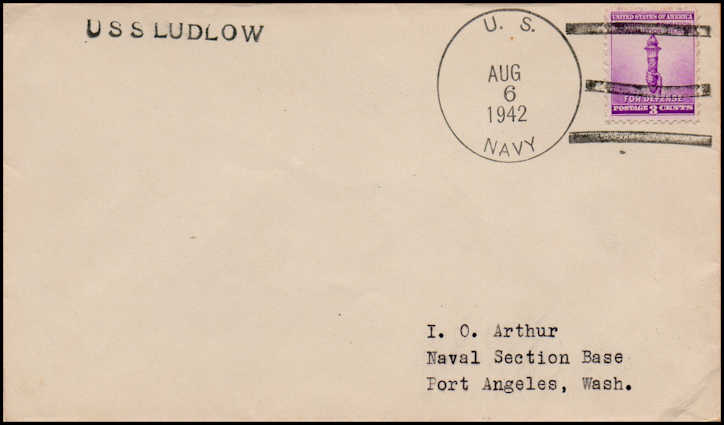 USS LUDLOW
U. S.
AUG
6
1942
NAVY
UNITED STATES OF AMERICA
FOR DEFENSE
POSTAGE 3 CENTS
I. O. Arthur
Naval Section Base
Port Angeles, Wash.